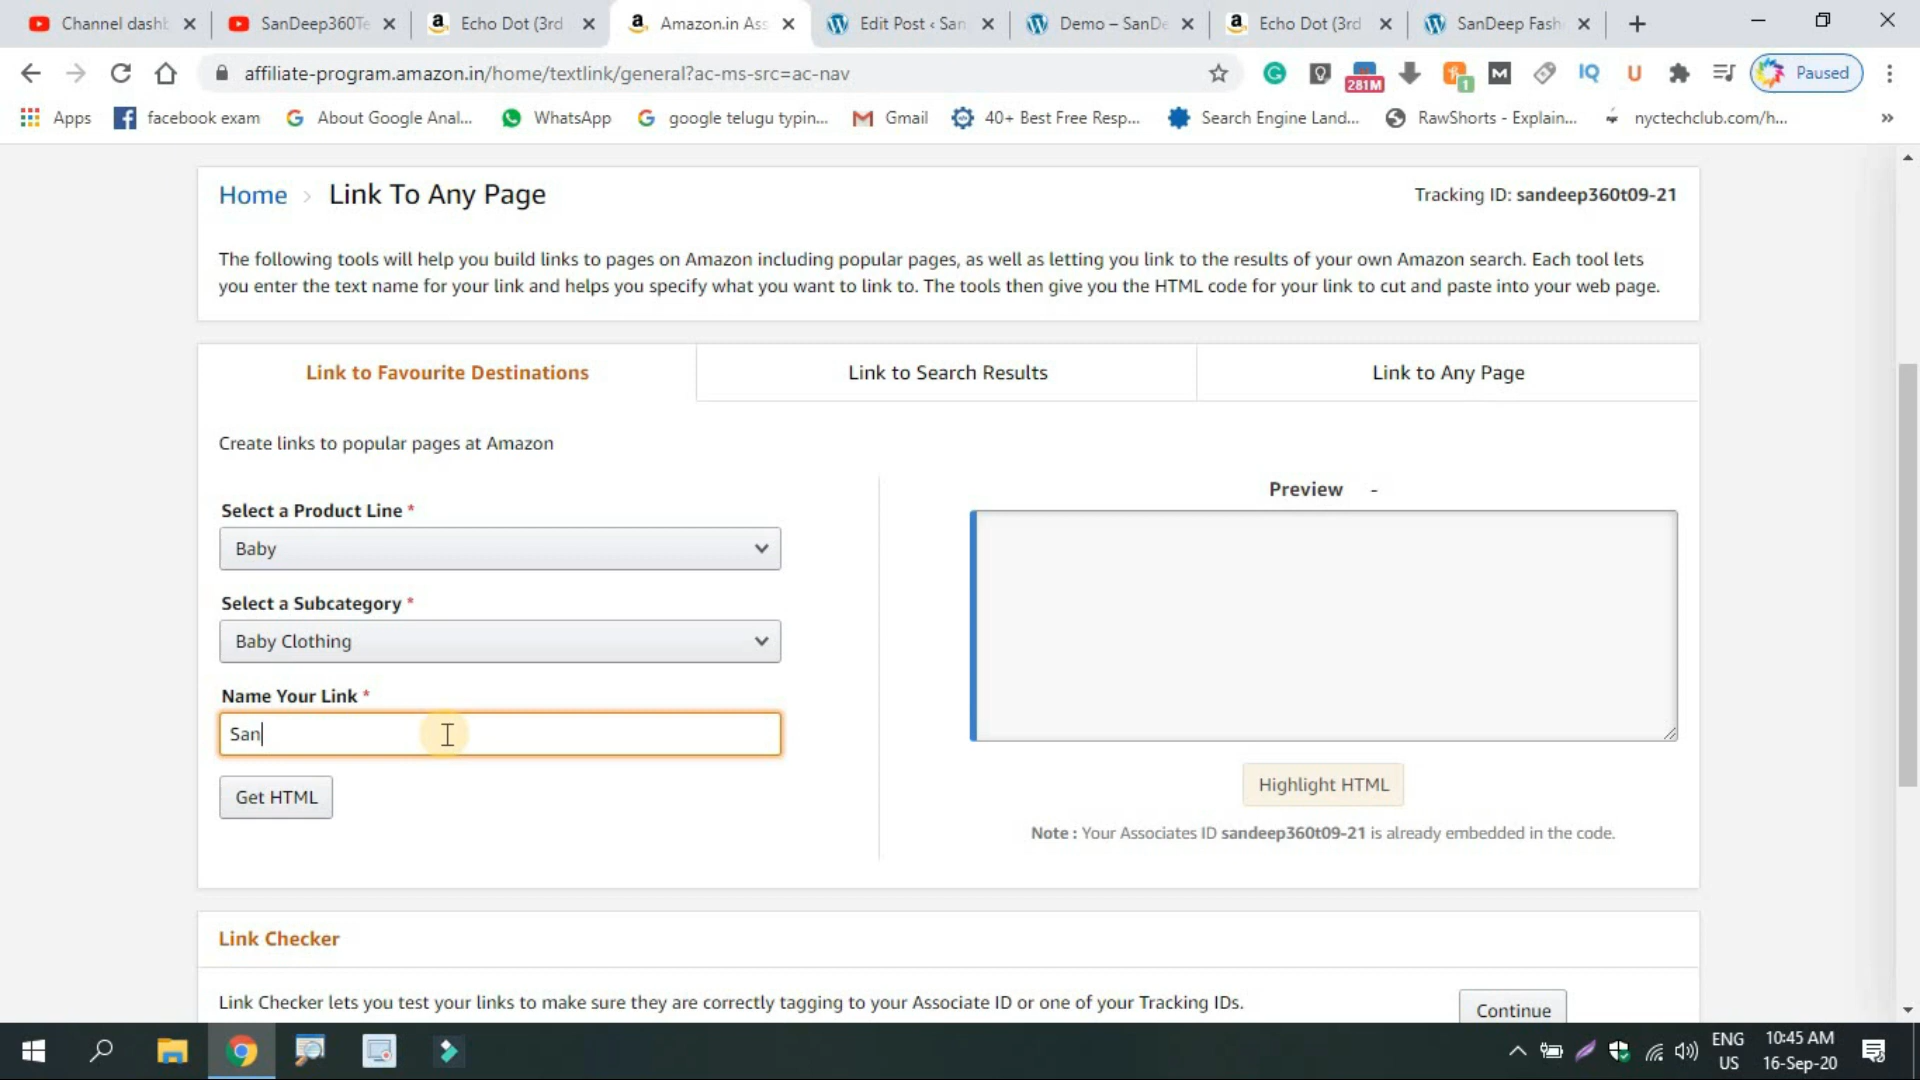 Channel dashb
SanDeep360Te
Echo Dot (3rd
Amazon.in Ass
Edit Post ‹ San
Demo – SanDe
Echo Dot (3rd
SanDeep Fash
affiliate-program.amazon.in/home/textlink/general?ac-ms-src=ac-nav
281M
1
M
IQ
U
Paused
Apps
facebook exam
About Google Anal...
WhatsApp
google telugu typin...
Gmail
40+ Best Free Resp...
Search Engine Land...
RawShorts - Explain...
nyctechclub.com/h...
»
Home › Link To Any Page
Tracking ID: sandeep360t09-21
The following tools will help you build links to pages on Amazon including popular pages, as well as letting you link to the results of your own Amazon search. Each tool lets
you enter the text name for your link and helps you specify what you want to link to. The tools then give you the HTML code for your link to cut and paste into your web page.
Link to Favourite Destinations
Link to Search Results
Link to Any Page
Create links to popular pages at Amazon
Preview -
Select a Product Line *
Baby
Select a Subcategory *
Baby Clothing
Name Your Link *
San
Get HTML
Highlight HTML
Note : Your Associates ID sandeep360t09-21 is already embedded in the code.
Link Checker
Link Checker lets you test your links to make sure they are correctly tagging to your Associate ID or one of your Tracking IDs.
Continue
ENG
US
10:45 AM
16-Sep-20